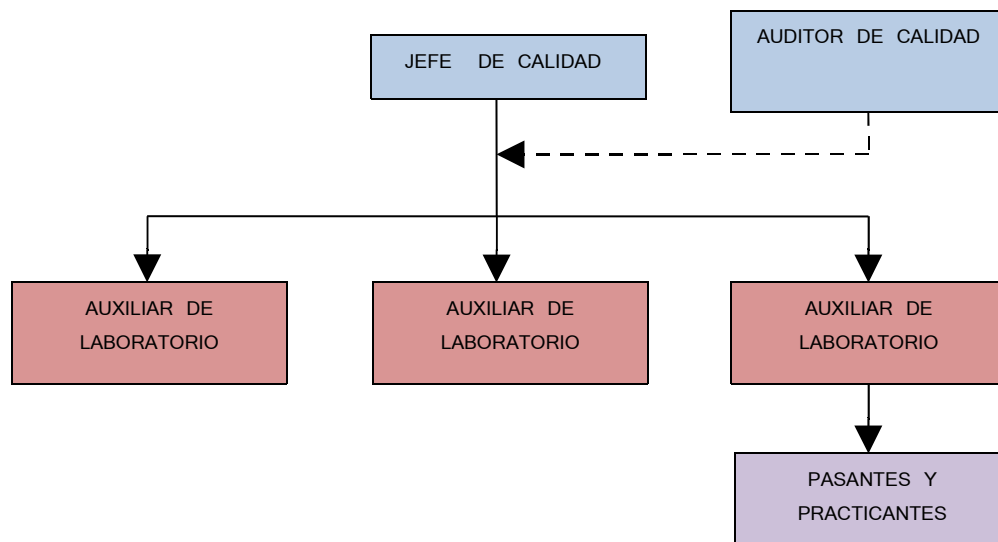 JEFE DE CALIDAD
AUDITOR DE CALIDAD
AUXILIAR DE
LABORATORIO
AUXILIAR DE
LABORATORIO
AUXILIAR DE
LABORATORIO
PASANTES Y
PRACTICANTES